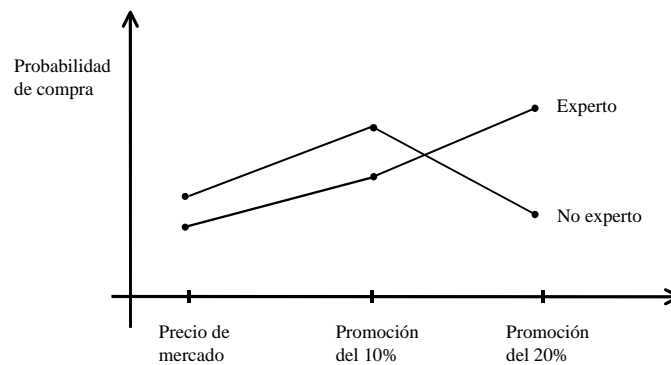 Probabilidad
de compra
Experto
No experto
Precio de
mercado
Promoción
del 10%
Promoción
del 20%